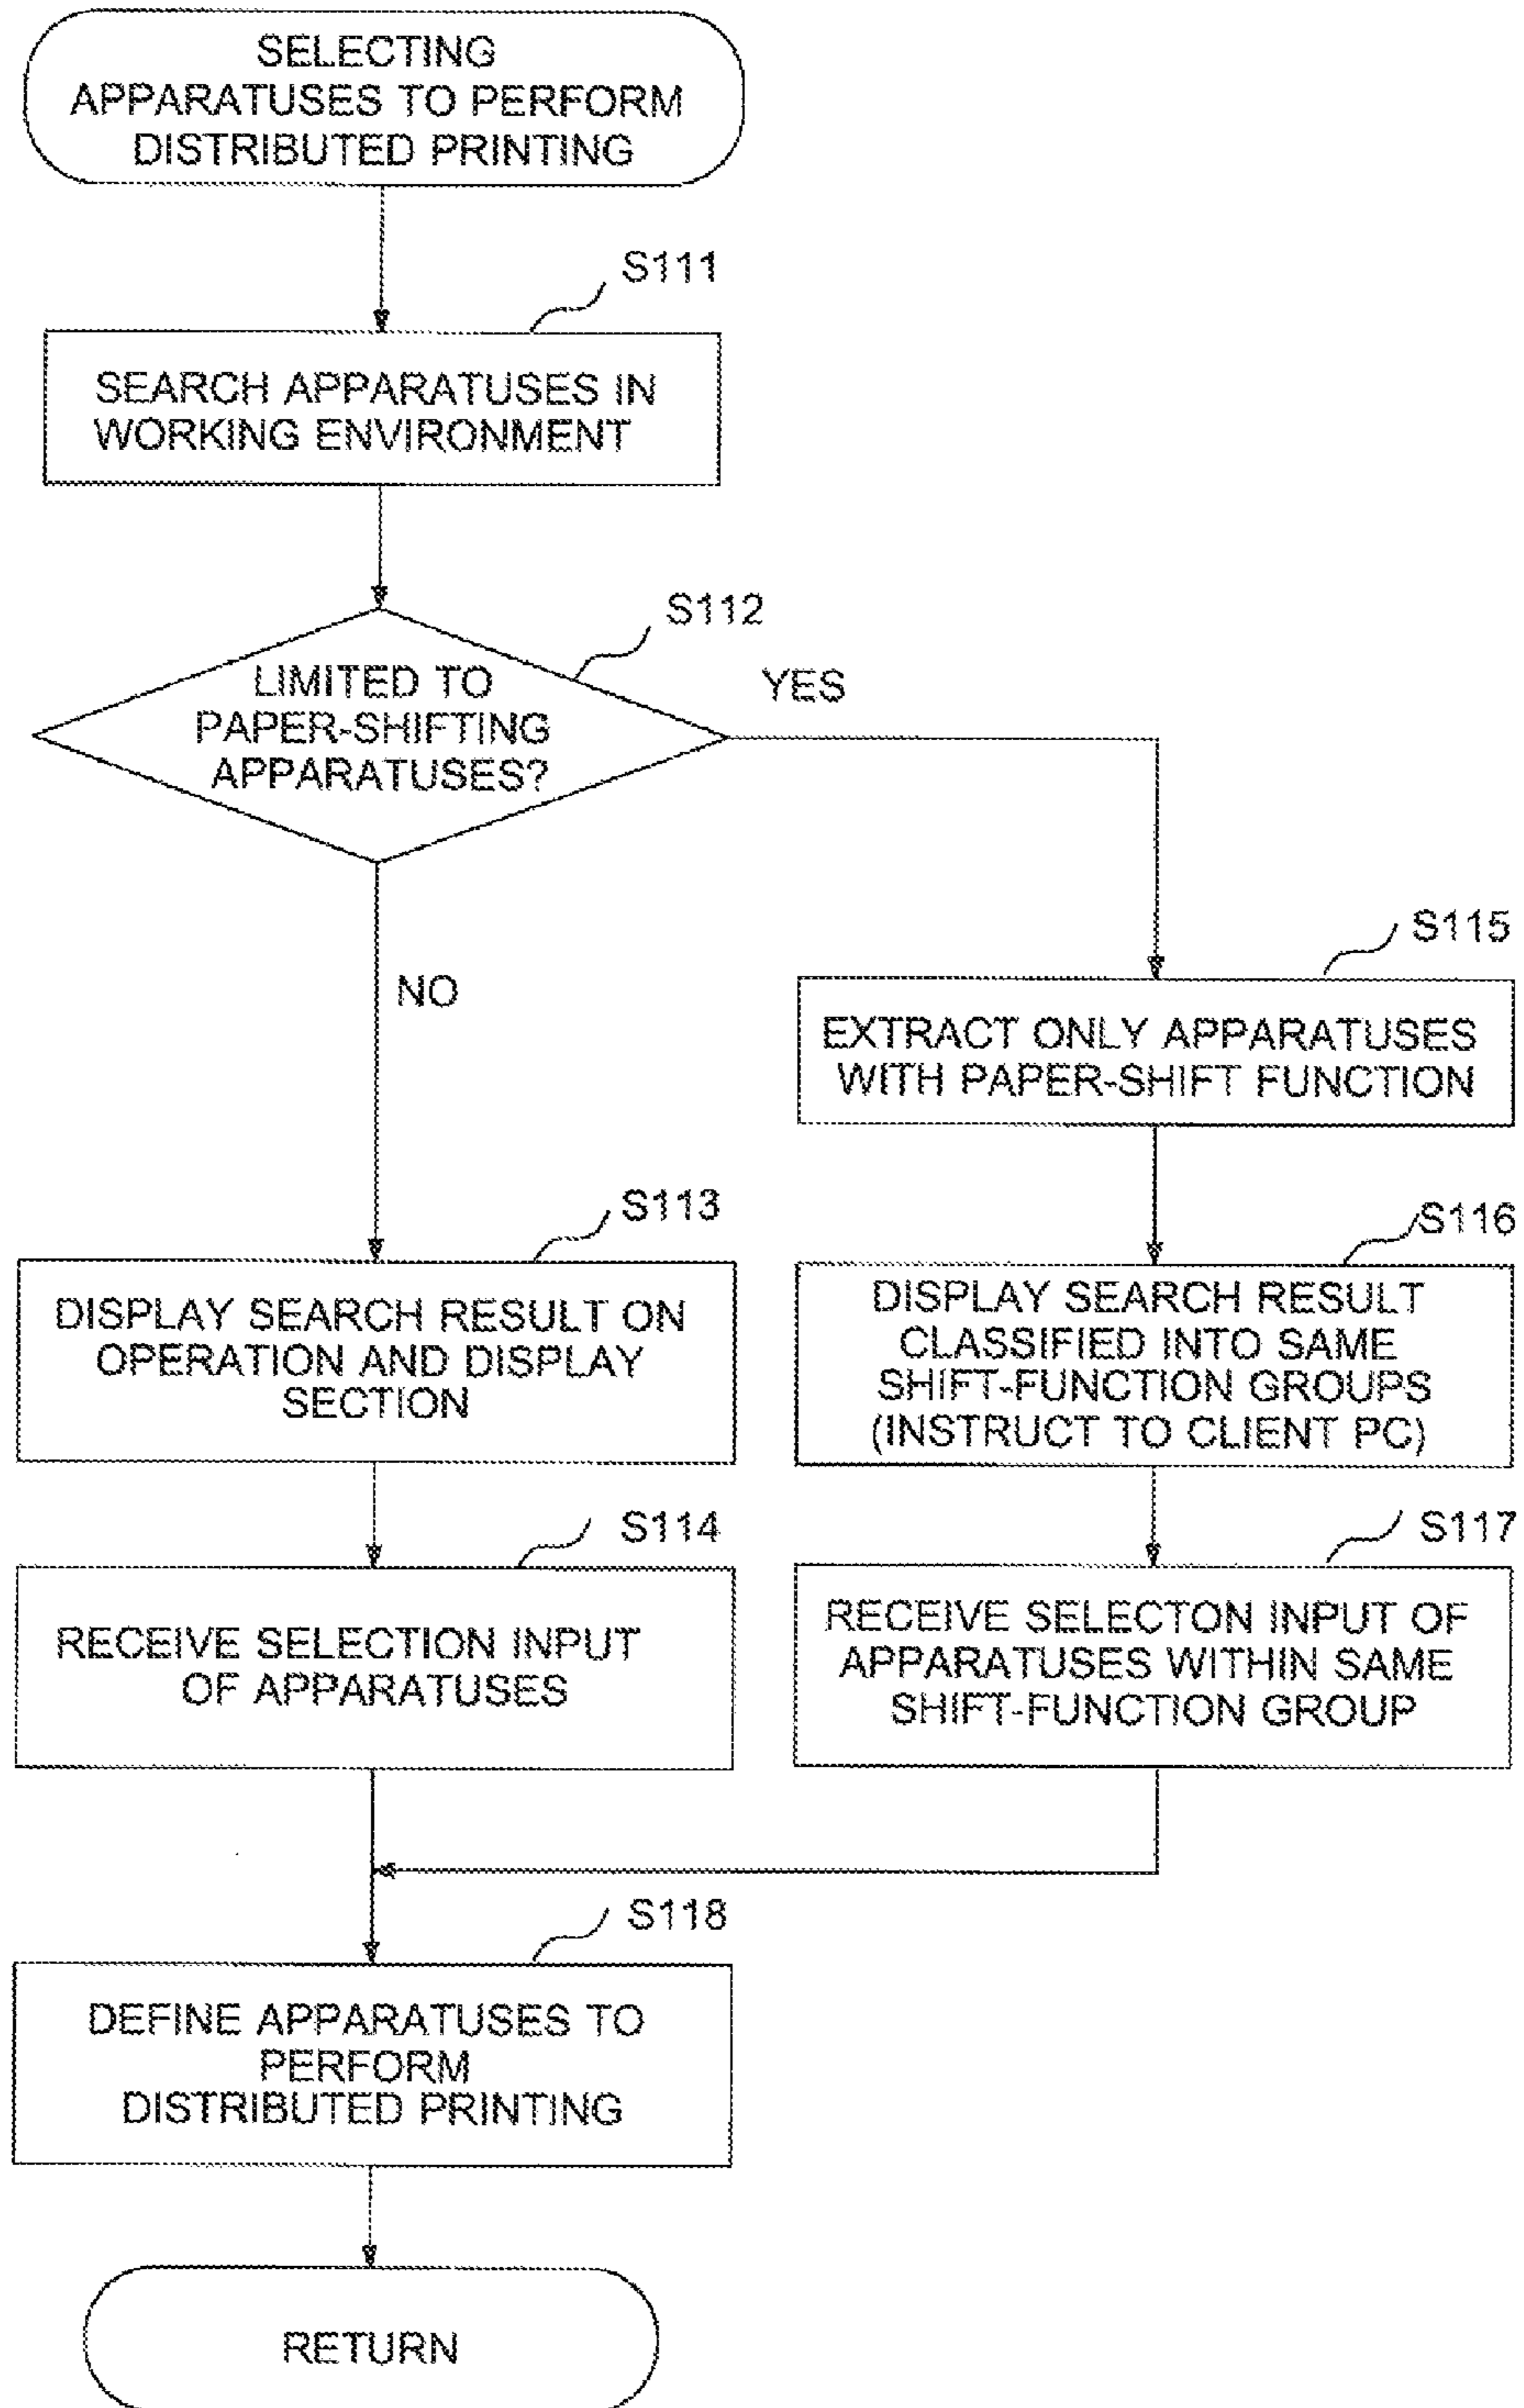 SELECTING
APPARATUSES TO PERFORM
DISTRIBUTED PRINTING
S111
SEARCH APPARATUSES IN
WORKING ENVIRONMENT
S112
LIMITED TO
PAPER-SHIFTING
APPARATUSES?
YES
NO
S115
EXTRACT ONLY APPARATUSES
WITH PAPER-SHIFT FUNCTION
S113
DISPLAY SEARCH RESULT ON
OPERATION AND DISPLAY
SECTION
S116
DISPLAY SEARCH RESULT
CLASSIFIED INTO SAME
SHIFT-FUNCTION GROUPS
(INSTRUCT TO CLIENT PC)
S114
RECEIVE SELECTION INPUT
OF APPARATUSES
S117
RECEIVE SELECTON INPUT OF
APPARATUSES WITHIN SAME
SHIFT-FUNCTION GROUP
S118
DEFINE APPARATUSES TO
PERFORM
DISTRIBUTED PRINTING
RETURN